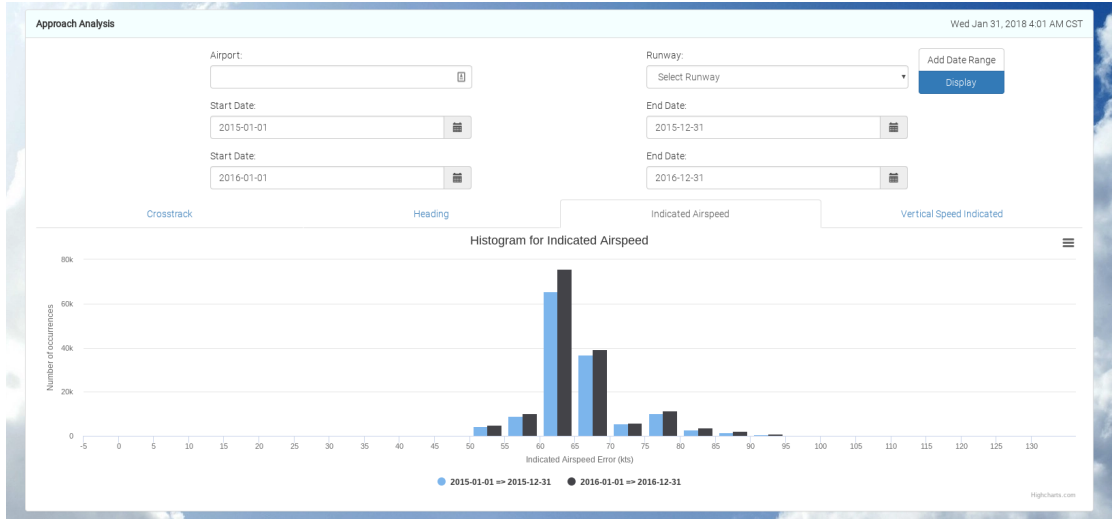 Approach Analysis Wed Jan 31, 2018 4:01 AM CST
Airport: Runway:
Select Runway
Add Date Range
Display
Start Date: End Date:
2015-01-01 2015-12-31
Start Date: End Date:
2016-01-01 2016-12-31
Crosstrack Heading Indicated Airspeed Vertical Speed Indicated
Histogram for Indicated Airspeed
80k
60k
40k
20k
0
Number of occurrences
-5 0 5 10 15 20 25 30 35 40 45 50 55 60 65 70 75 80 85 90 95 100 105 110 115 120 125 130
Indicated Airspeed Error (kts)
2015-01-01 => 2015-12-31 2016-01-01 => 2016-12-31
Highcharts.com